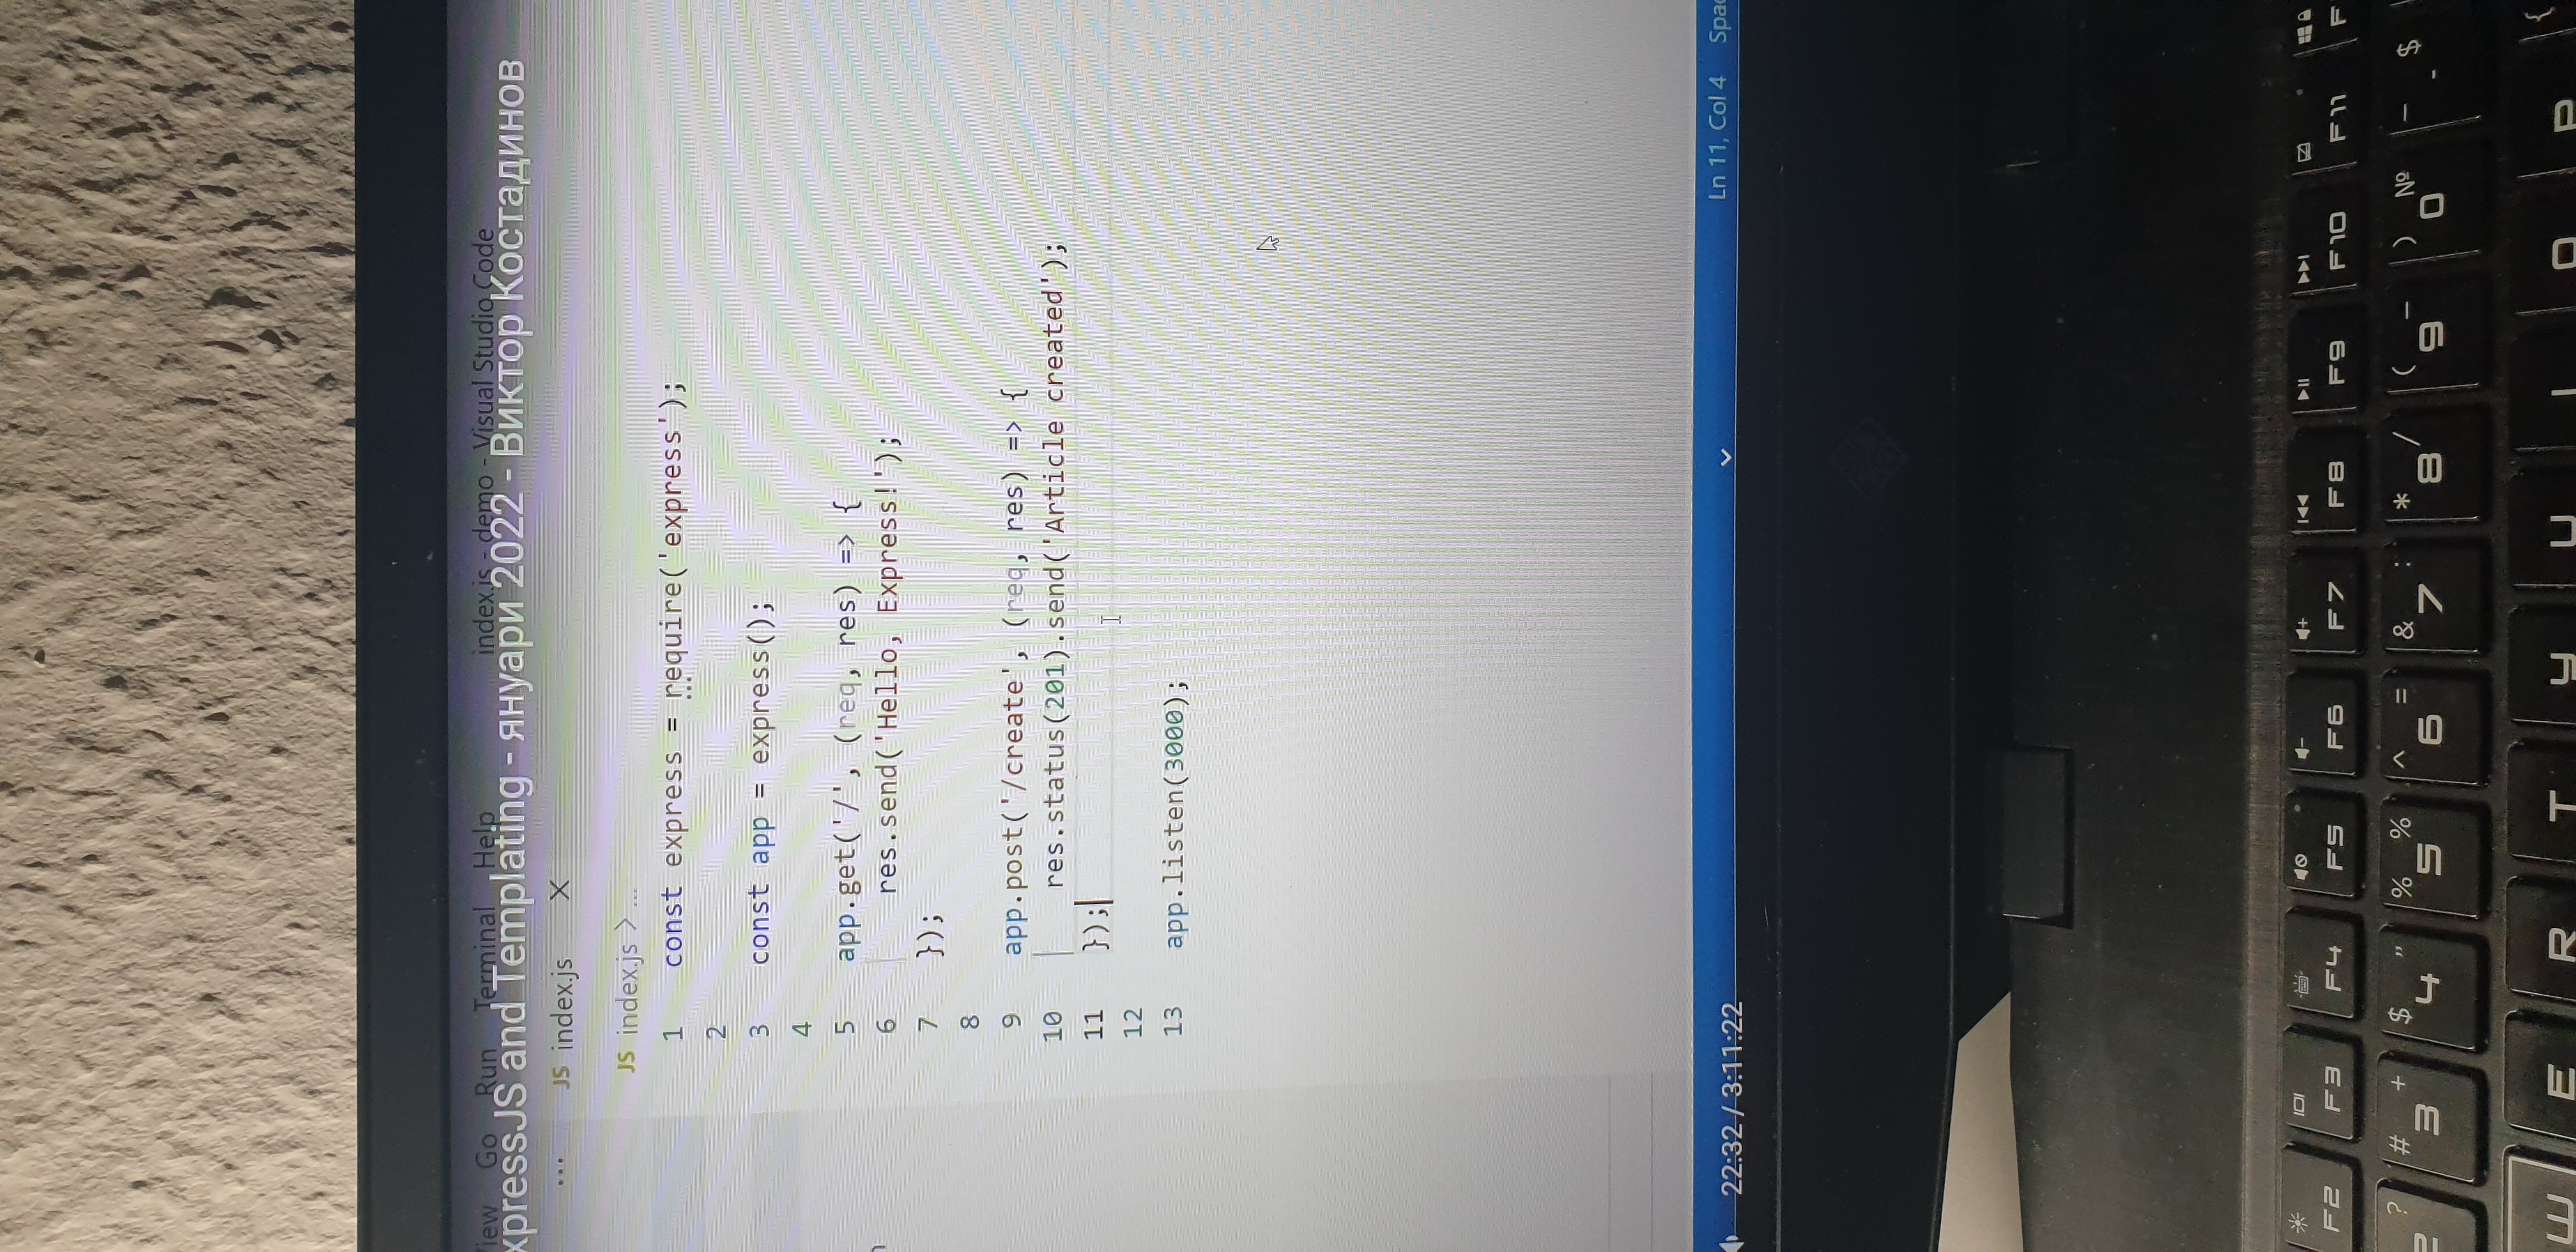 View Go Run Terminal Help index.js - demo - Visual Studio Code
xpressJS and Templating - януари 2022 - Виктор Костадинов
... JS index.js X
JS index.js > ...
1 const express = require('express');
2
3 const app = express();
4
5 app.get('/', (req, res) => {
6 res.send('Hello, Express!');
7 });
8
9 app.post('/create', (req, res) => {
10 res.status(201).send('Article created');
11 });
12
13 app.listen(3000);
22:32 / 3:11:22 Ln 11, Col 4 Spac
F2 F3 F4 F5 F6 F7 F8 F9 F10 F11 F
? # + $ " % % ^ = & : * / ( – ) № – $
2 3 4 5 6 7 8 9 0 -
W E R T Y U I O P {